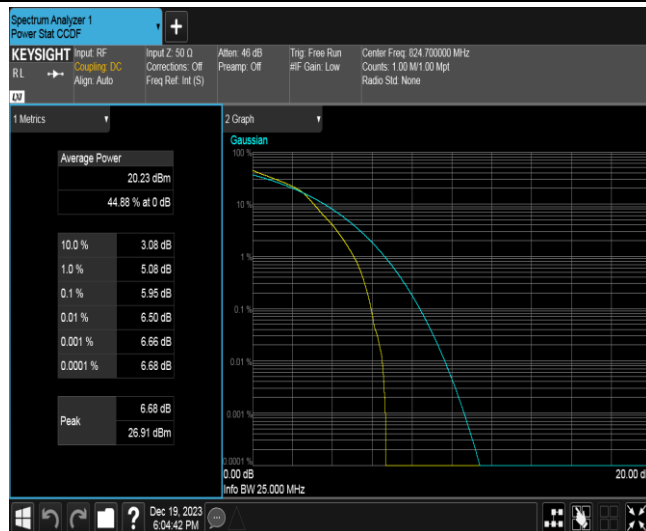 Spectrum Analyzer 1
Power Stat CCDF
KEYSIGHT
RL
LXI
Input: RF
Coupling: DC
Align: Auto
Input Z: 50 Ω
Corrections: Off
Freq Ref: Int (S)
Atten: 46 dB
Preamp: Off
Trig: Free Run
#IF Gain: Low
Center Freq: 824.700000 MHz
Counts: 1.00 M/1.00 Mpt
Radio Std: None
1 Metrics
Average Power
20.23 dBm
44.88 % at 0 dB
10.0 % 3.08 dB
1.0 % 5.08 dB
0.1 % 5.95 dB
0.01 % 6.50 dB
0.001 % 6.66 dB
0.0001 % 6.68 dB
Peak
6.68 dB
26.91 dBm
2 Graph
Gaussian
100 %
10 %
1 %
0.1 %
0.01 %
0.001 %
0.0001 %
0.00 dB
20.00 d
Info BW 25.000 MHz
Dec 19, 2023
6:04:42 PM